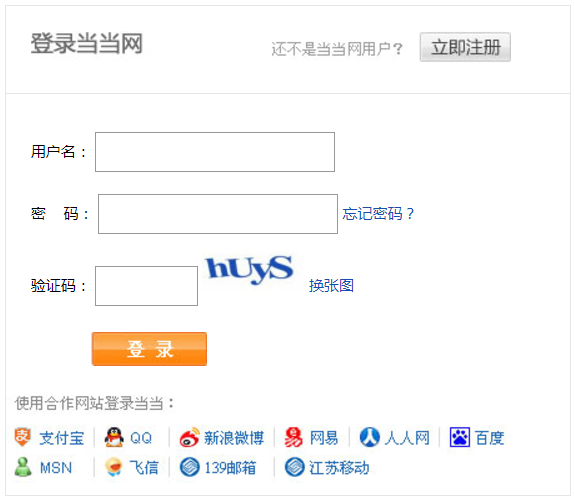 登录当当网 还不是当当网用户？ 立即注册
用户名：
密 码： 忘记密码？
验证码： hUyS 换张图
登 录
使用合作网站登录当当：
支付宝 QQ 新浪微博 网易 人人网 百度
MSN 飞信 139邮箱 江苏移动